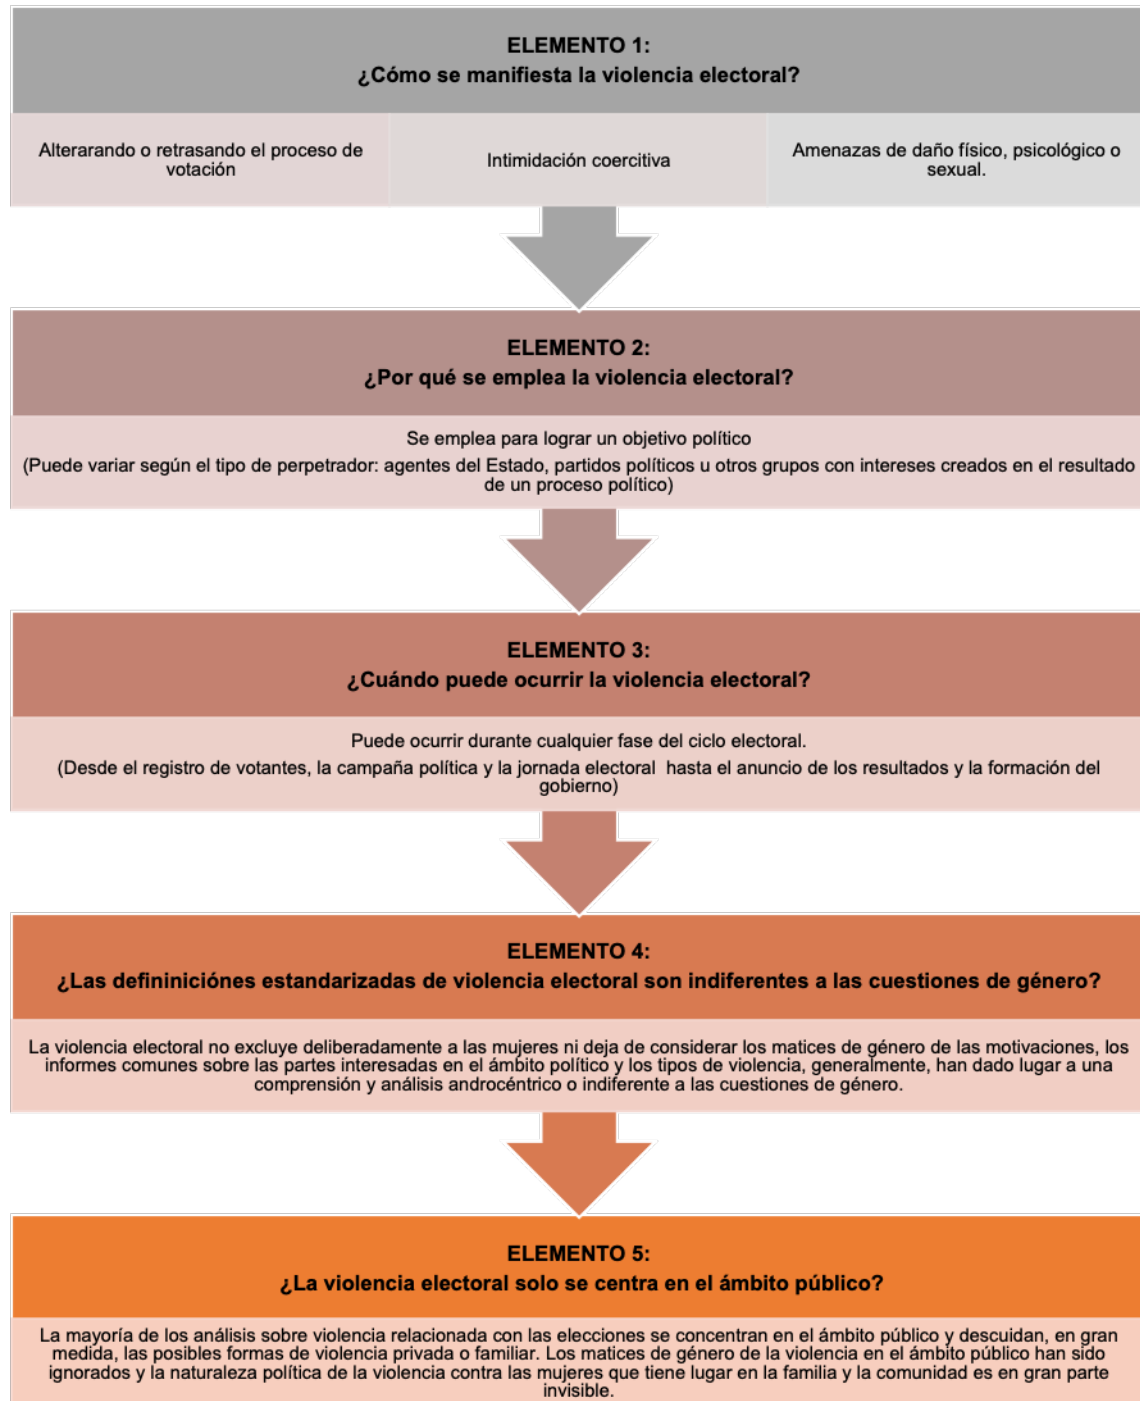 ELEMENTO 1:
¿Cómo se manifiesta la violencia electoral?
Alterarando o retrasando el proceso de
votación
Intimidación coercitiva
Amenazas de daño físico, psicológico o
sexual.
ELEMENTO 2:
¿Por qué se emplea la violencia electoral?
Se emplea para lograr un objetivo político
(Puede variar según el tipo de perpetrador: agentes del Estado, partidos políticos u otros grupos con intereses creados en el resultado
de un proceso político)
ELEMENTO 3:
¿Cuándo puede ocurrir la violencia electoral?
Puede ocurrir durante cualquier fase del ciclo electoral.
(Desde el registro de votantes, la campaña política y la jornada electoral hasta el anuncio de los resultados y la formación del
gobierno)
ELEMENTO 4:
¿Las defininiciónes estandarizadas de violencia electoral son indiferentes a las cuestiones de género?
La violencia electoral no excluye deliberadamente a las mujeres ni deja de considerar los matices de género de las motivaciones, los
informes comunes sobre las partes interesadas en el ámbito político y los tipos de violencia, generalmente, han dado lugar a una
comprensión y análisis androcéntrico o indiferente a las cuestiones de género.
ELEMENTO 5:
¿La violencia electoral solo se centra en el ámbito público?
La mayoría de los análisis sobre violencia relacionada con las elecciones se concentran en el ámbito público y descuidan, en gran
medida, las posibles formas de violencia privada o familiar. Los matices de género de la violencia en el ámbito público han sido
ignorados y la naturaleza política de la violencia contra las mujeres que tiene lugar en la familia y la comunidad es en gran parte
invisible.